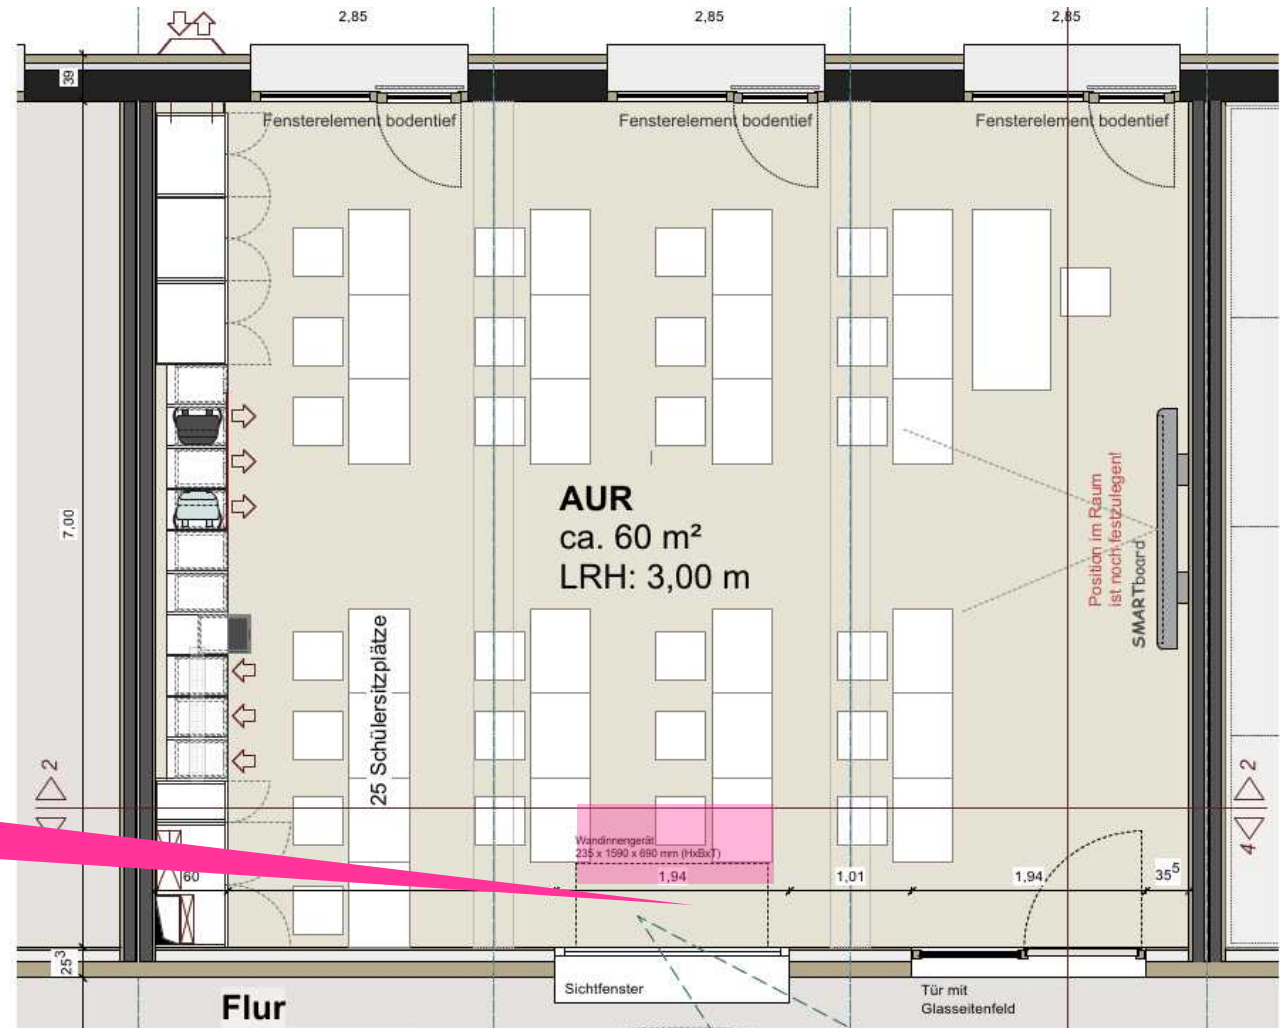 2,85
2,85
2,85
39
Fensterelement bodentief
Fensterelement bodentief
Fensterelement bodentief
7,00
AUR
ca. 60 m²
LRH: 3,00 m
Position im Raum
ist noch festzulegen!
SMARTboard
25 Schülersitzplätze
2
2
4
Wandinnengerät
235 x 1590 x 690 mm (HxBxT)
60
1,94
1,01
1,94
35⁵
25³
Sichtfenster
Tür mit
Glasseitenfeld
Flur